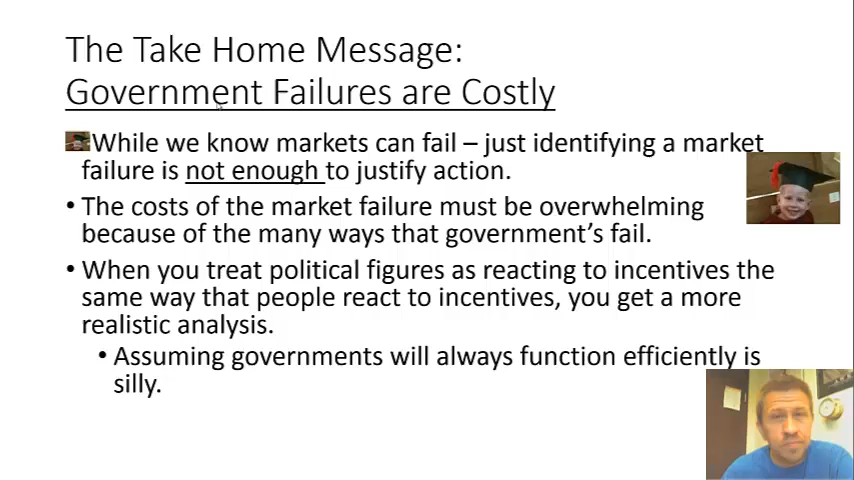 The Take Home Message:
Government Failures are Costly
While we know markets can fail – just identifying a market
failure is not enough to justify action.
• The costs of the market failure must be overwhelming
because of the many ways that government's fail.
• When you treat political figures as reacting to incentives the
same way that people react to incentives, you get a more
realistic analysis.
• Assuming governments will always function efficiently is
silly.